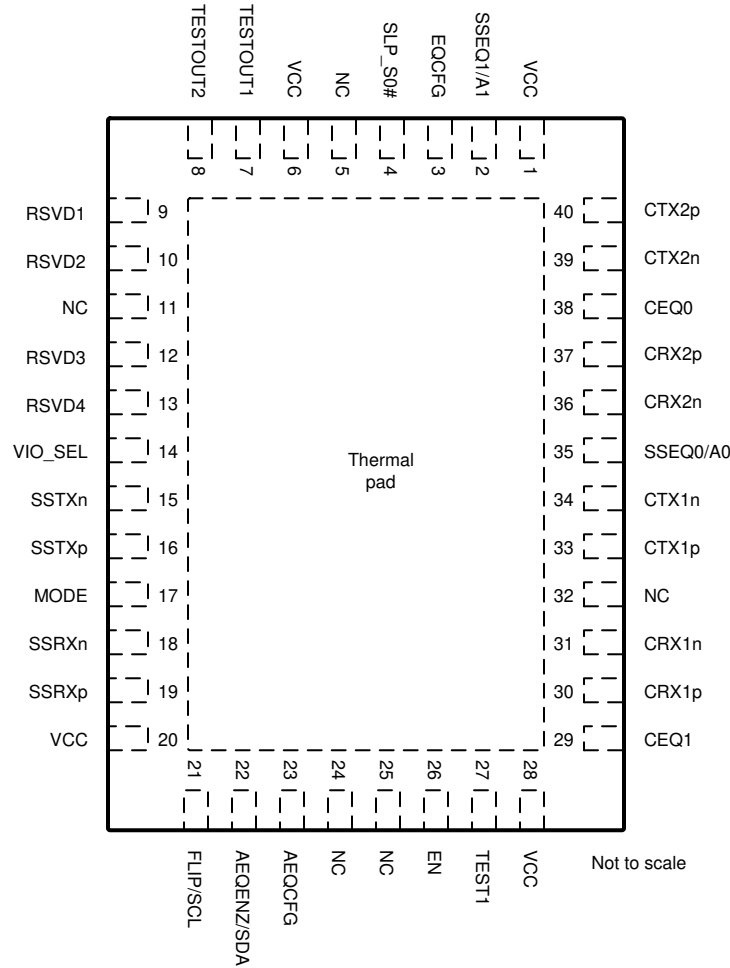 TESTOUT2
TESTOUT1
VCC
NC
SLP_S0#
EQCFG
SSEQ1/A1
VCC
8
7
6
5
4
3
2
1
RSVD1 9
RSVD2 10
NC 11
RSVD3 12
RSVD4 13
VIO_SEL 14
SSTXn 15
SSTXp 16
MODE 17
SSRXn 18
SSRXp 19
VCC 20
Thermal
pad
40 CTX2p
39 CTX2n
38 CEQ0
37 CRX2p
36 CRX2n
35 SSEQ0/A0
34 CTX1n
33 CTX1p
32 NC
31 CRX1n
30 CRX1p
29 CEQ1
21
22
23
24
25
26
27
28
FLIP/SCL
AEQENZ/SDA
AEQCFG
NC
NC
EN
TEST1
VCC
Not to scale